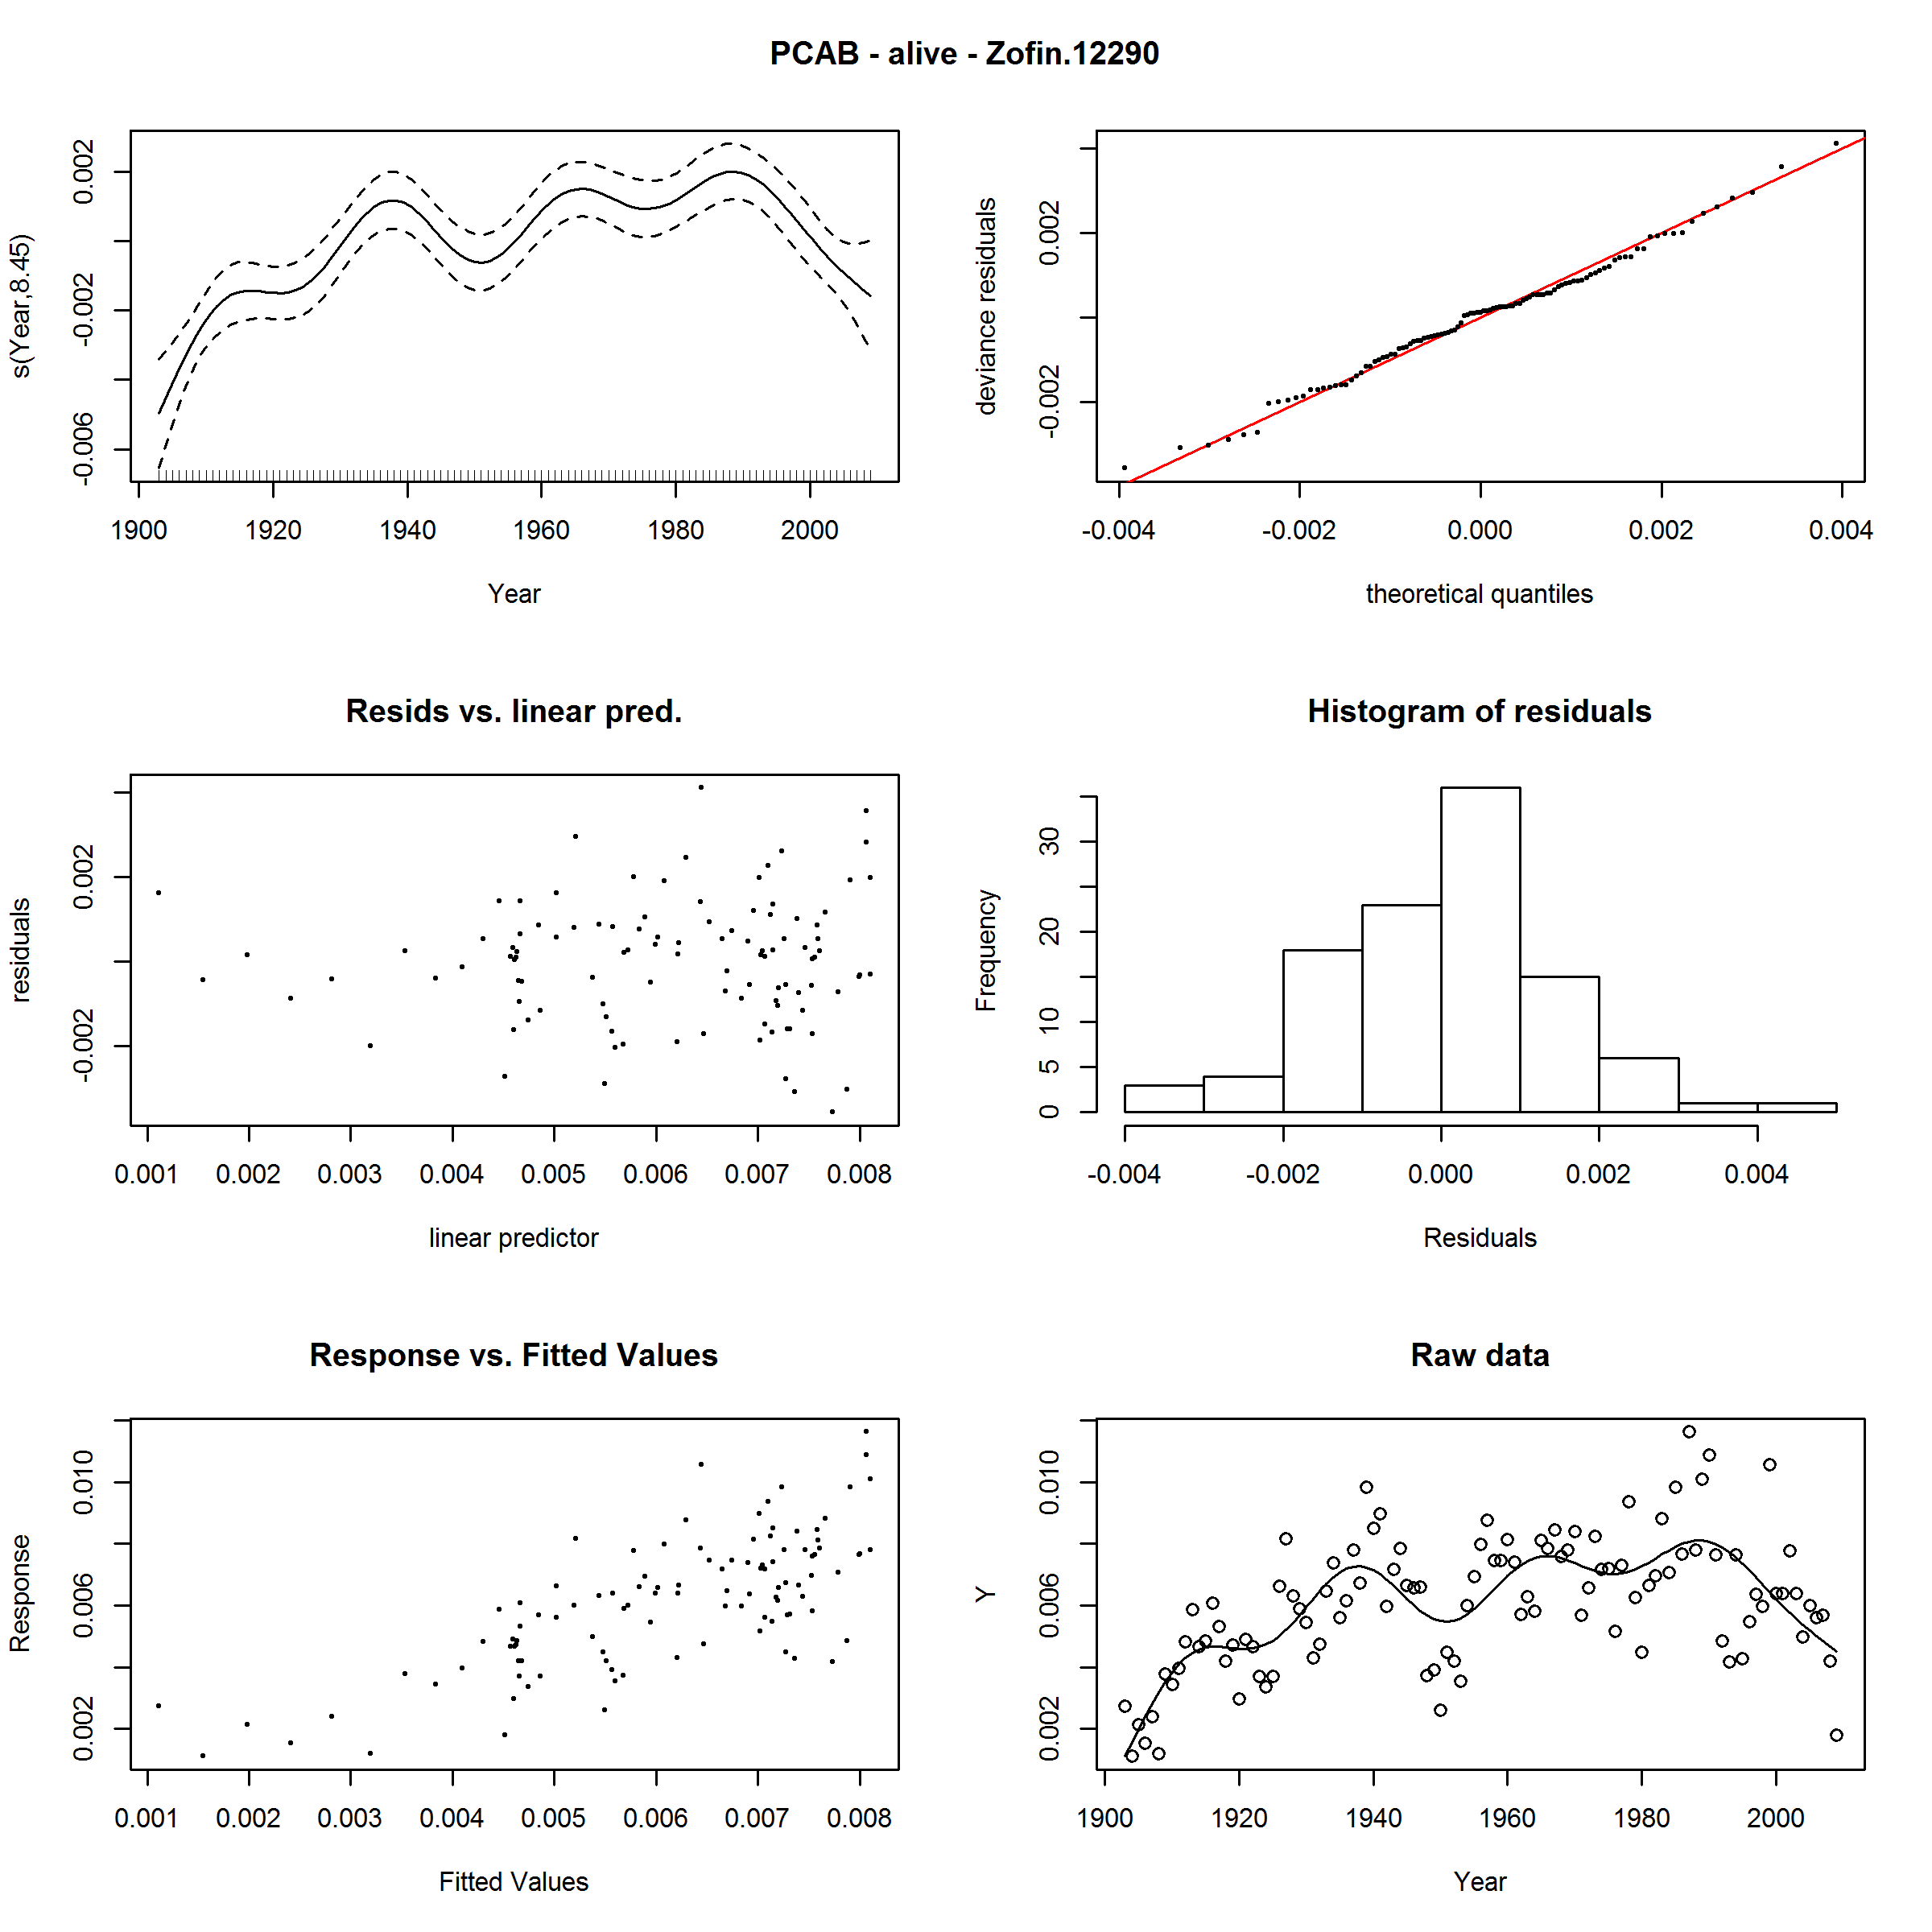 PCAB - alive - Zofin.12290
s(Year,8.45)
-0.006 -0.002 0.002
1900 1920 1940 1960 1980 2000
Year
deviance residuals
-0.002 0.002
-0.004 -0.002 0.000 0.002 0.004
theoretical quantiles
Resids vs. linear pred.
residuals
-0.002 0.002
0.001 0.002 0.003 0.004 0.005 0.006 0.007 0.008
linear predictor
Histogram of residuals
Frequency
0 5 10 20 30
-0.004 -0.002 0.000 0.002 0.004
Residuals
Response vs. Fitted Values
Response
0.002 0.006 0.010
0.001 0.002 0.003 0.004 0.005 0.006 0.007 0.008
Fitted Values
Raw data
Y
0.002 0.006 0.010
1900 1920 1940 1960 1980 2000
Year